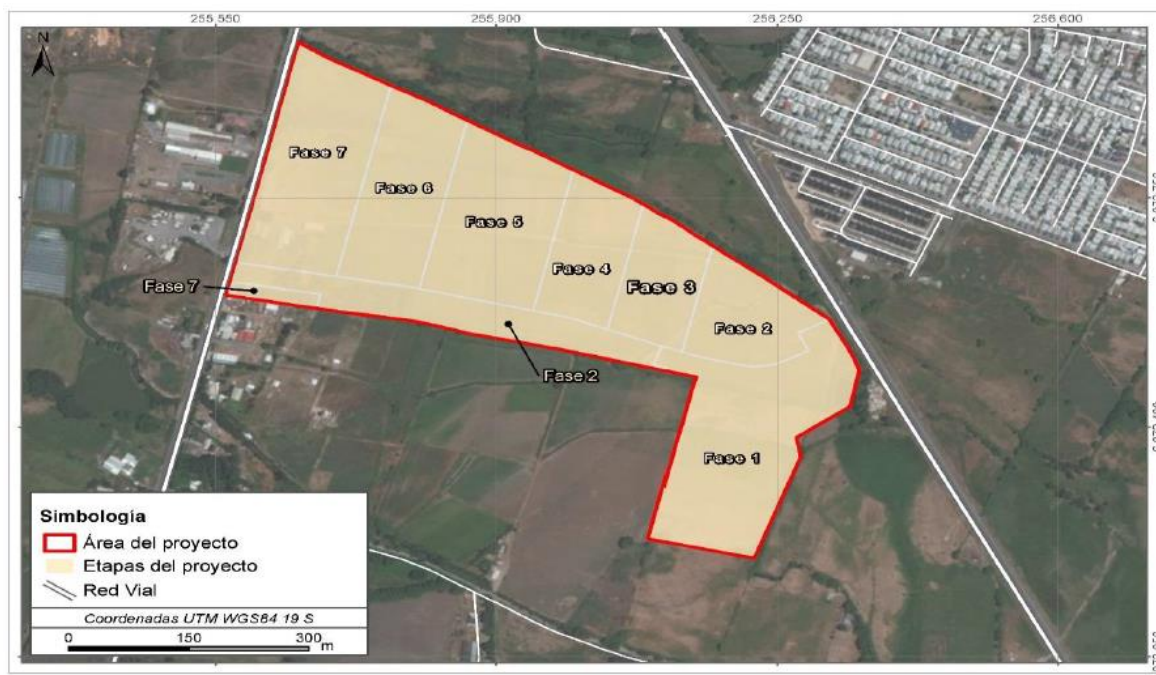 255,550 255,900 256,250 256,600
N
Fase 7
Fase 6
Fase 5
Fase 4
Fase 3
Fase 7
Fase 2
Fase 2
Fase 1
Simbología
Área del proyecto
Etapas del proyecto
Red Vial
Coordenadas UTM WGS84 19 S
0 150 300
m